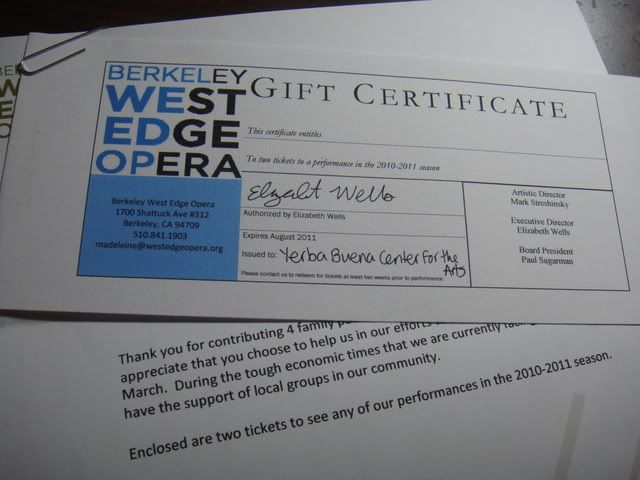 BERKELEY
WEST
EDGE
OPERA
GIFT CERTIFICATE
This certificate entitles
To two tickets to a performance in the 2010-2011 season
Elizabeth Wells
Authorized by Elizabeth Wells
Expires August 2011
Issued to: Yerba Buena Center for the
Arts
Please contact us to redeem for tickets at least two weeks prior to performance.
Berkeley West Edge Opera
1700 Shattuck Ave #312
Berkeley, CA 94709
510.841.1903
madeleine@westedgeopera.org
Artistic Director
Mark Streshinsky
Executive Director
Elizabeth Wells
Board President
Paul Sugarman
Thank you for contributing 4 family
appreciate that you choose to help us in our efforts
March. During the tough economic times that we are currently facing
have the support of local groups in our community.
Enclosed are two tickets to see any of our performances in the 2010-2011 season.